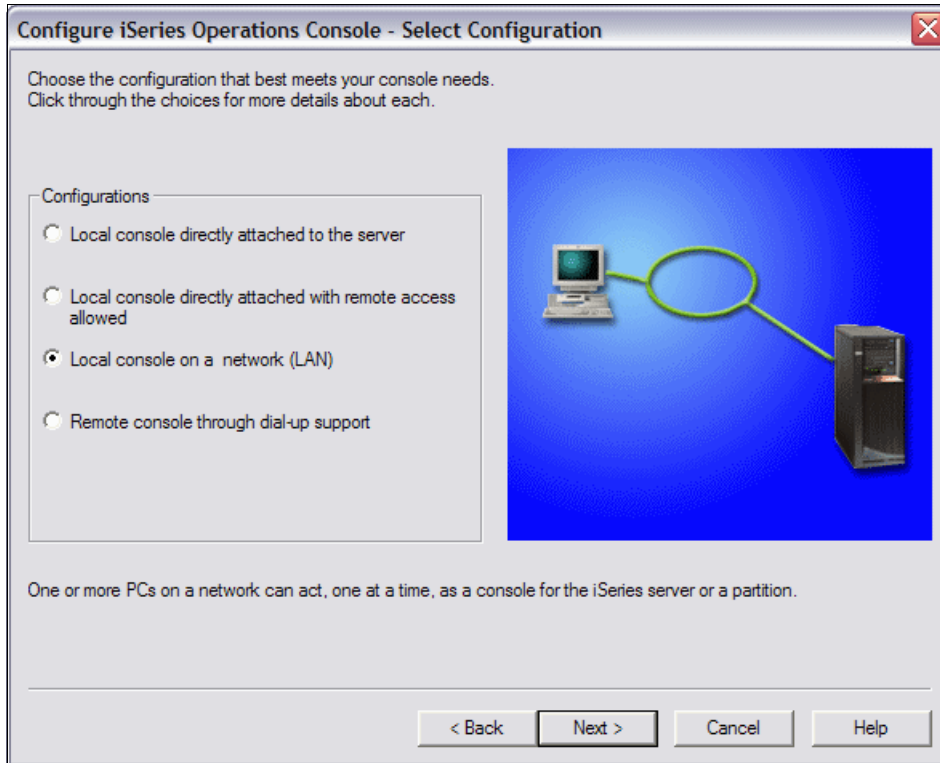 Configure iSeries Operations Console - Select Configuration
Choose the configuration that best meets your console needs.
Click through the choices for more details about each.
Configurations
Local console directly attached to the server
Local console directly attached with remote access
allowed
Local console on a network (LAN)
Remote console through dial-up support
One or more PCs on a network can act, one at a time, as a console for the iSeries server or a partition.
< Back
Next >
Cancel
Help